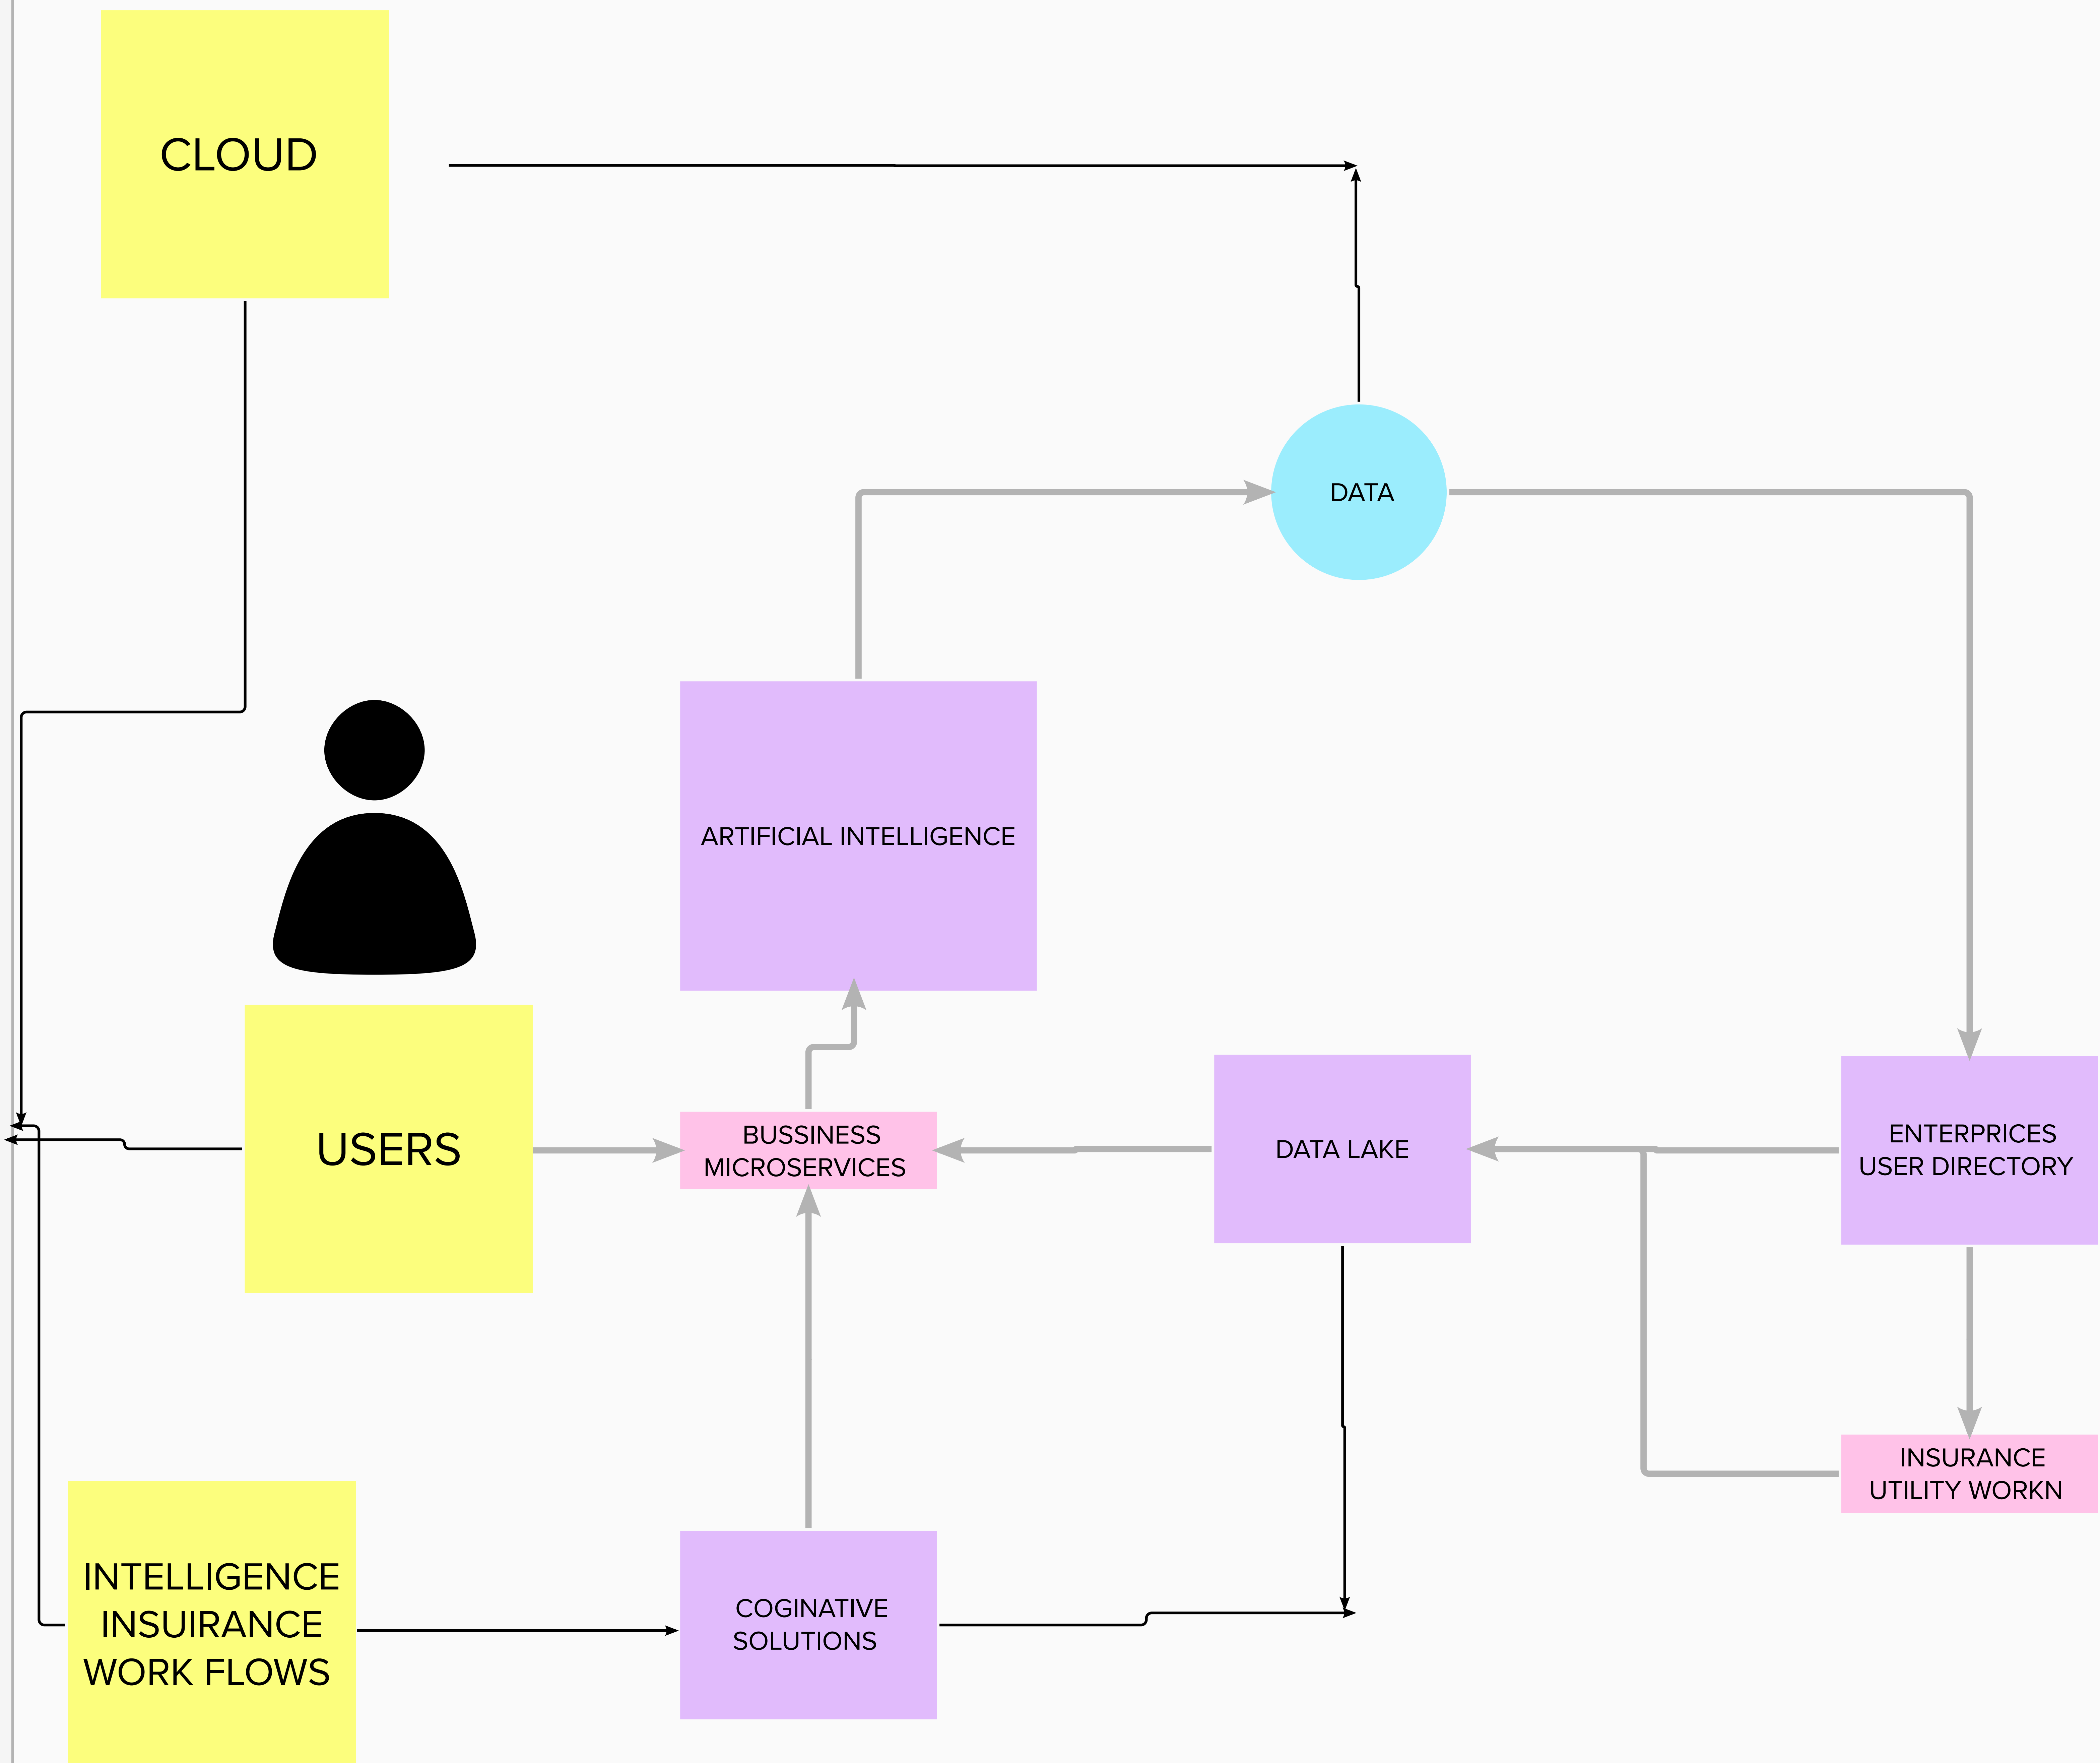 CLOUD
DATA
ARTIFICIAL INTELLIGENCE
USERS
BUSSINESS
MICROSERVICES
DATA LAKE
ENTERPRICES
USER DIRECTORY
INSURANCE
UTILITY WORKN
INTELLIGENCE
INSUIRANCE
WORK FLOWS
COGINATIVE
SOLUTIONS